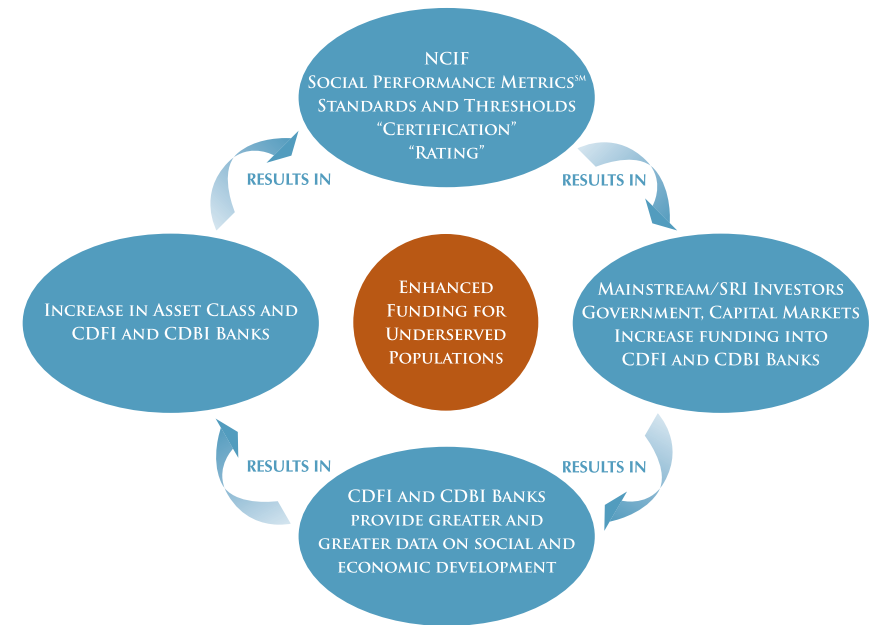 NCIF
Social Performance Metrics℠
Standards and Thresholds
“Certification”
“Rating”
RESULTS IN
RESULTS IN
Increase in Asset Class and
CDFI and CDBI Banks
Enhanced
Funding for
Underserved
Populations
Mainstream/SRI Investors
Government, Capital Markets
Increase funding into
CDFI and CDBI Banks
RESULTS IN
RESULTS IN
CDFI and CDBI Banks
provide greater and
greater data on social and
economic development